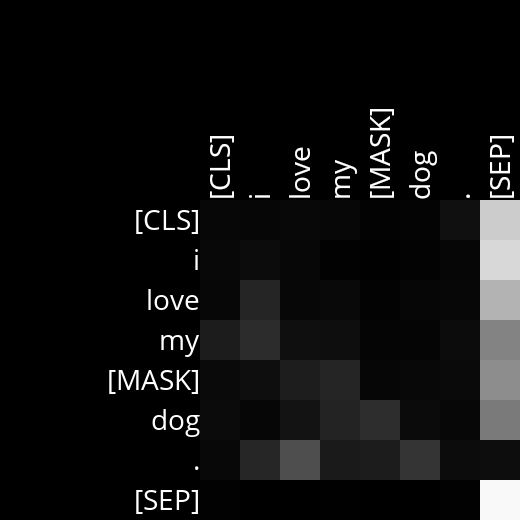 [CLS] i love my [MASK] dog . [SEP]
[CLS]
i
love
my
[MASK]
dog
.
[SEP]